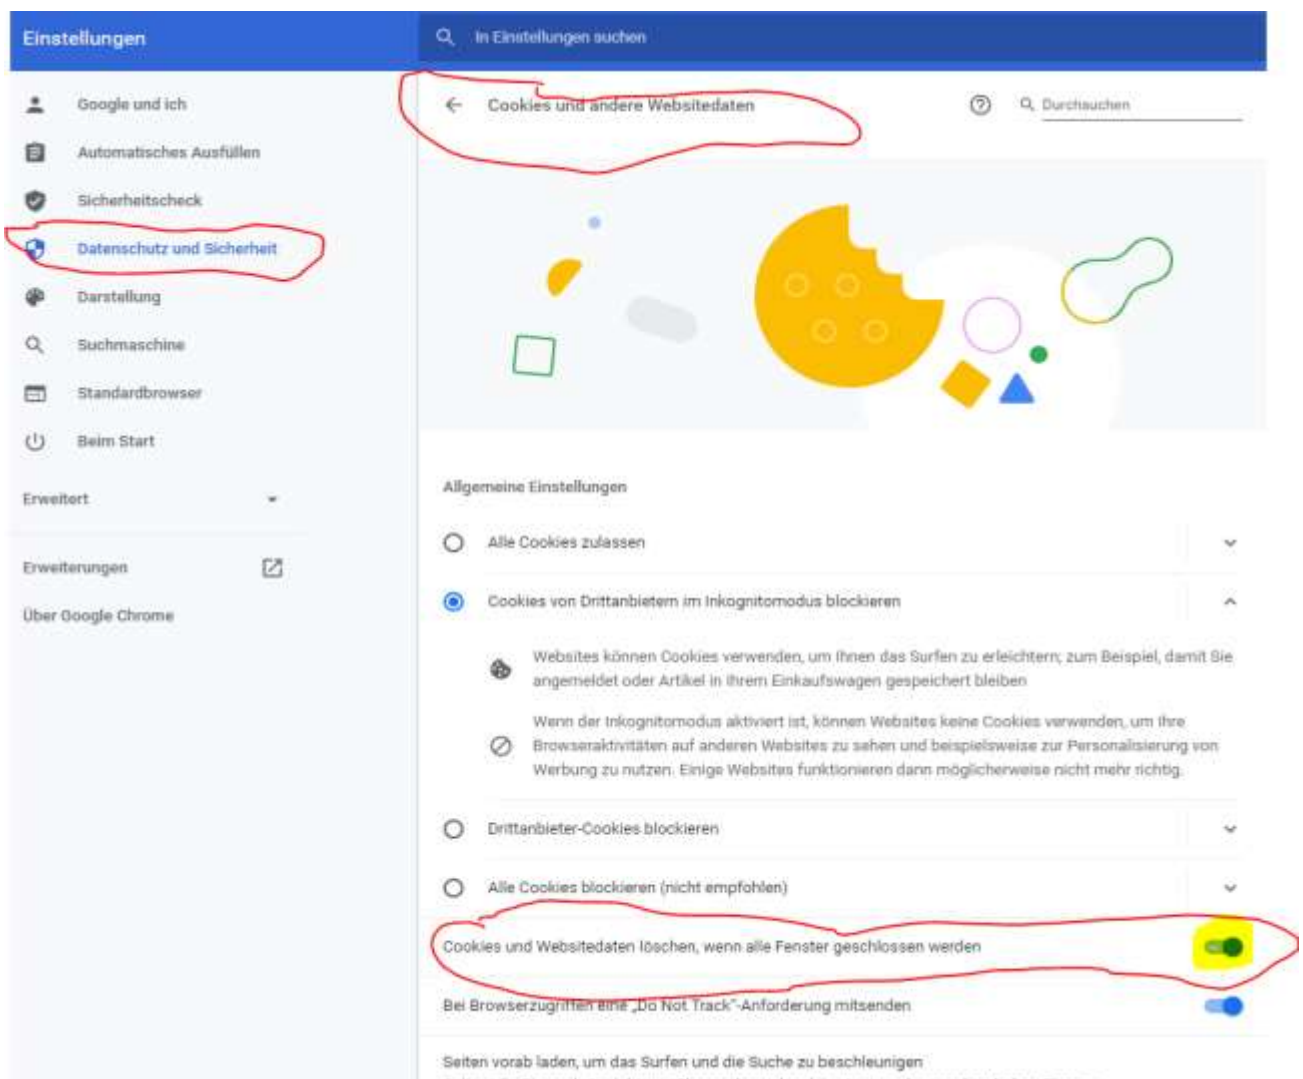 Einstellungen
In Einstellungen suchen
Google und ich
Automatisches Ausfüllen
Sicherheitscheck
Datenschutz und Sicherheit
Darstellung
Suchmaschine
Standardbrowser
Beim Start
Erweitert
Erweiterungen
Über Google Chrome
Cookies und andere Websitedaten
Durchsuchen
Allgemeine Einstellungen
Alle Cookies zulassen
Cookies von Drittanbietern im Inkognitomodus blockieren
Websites können Cookies verwenden, um Ihnen das Surfen zu erleichtern; zum Beispiel, damit Sie
angemeldet oder Artikel in Ihrem Einkaufswagen gespeichert bleiben
Wenn der Inkognitomodus aktiviert ist, können Websites keine Cookies verwenden, um Ihre
Browseraktivitäten auf anderen Websites zu sehen und beispielsweise zur Personalisierung von
Werbung zu nutzen. Einige Websites funktionieren dann möglicherweise nicht mehr richtig.
Drittanbieter-Cookies blockieren
Alle Cookies blockieren (nicht empfohlen)
Cookies und Websitedaten löschen, wenn alle Fenster geschlossen werden
Bei Browserzugriffen eine „Do Not Track"-Anforderung mitsenden
Seiten vorab laden, um das Surfen und die Suche zu beschleunigen